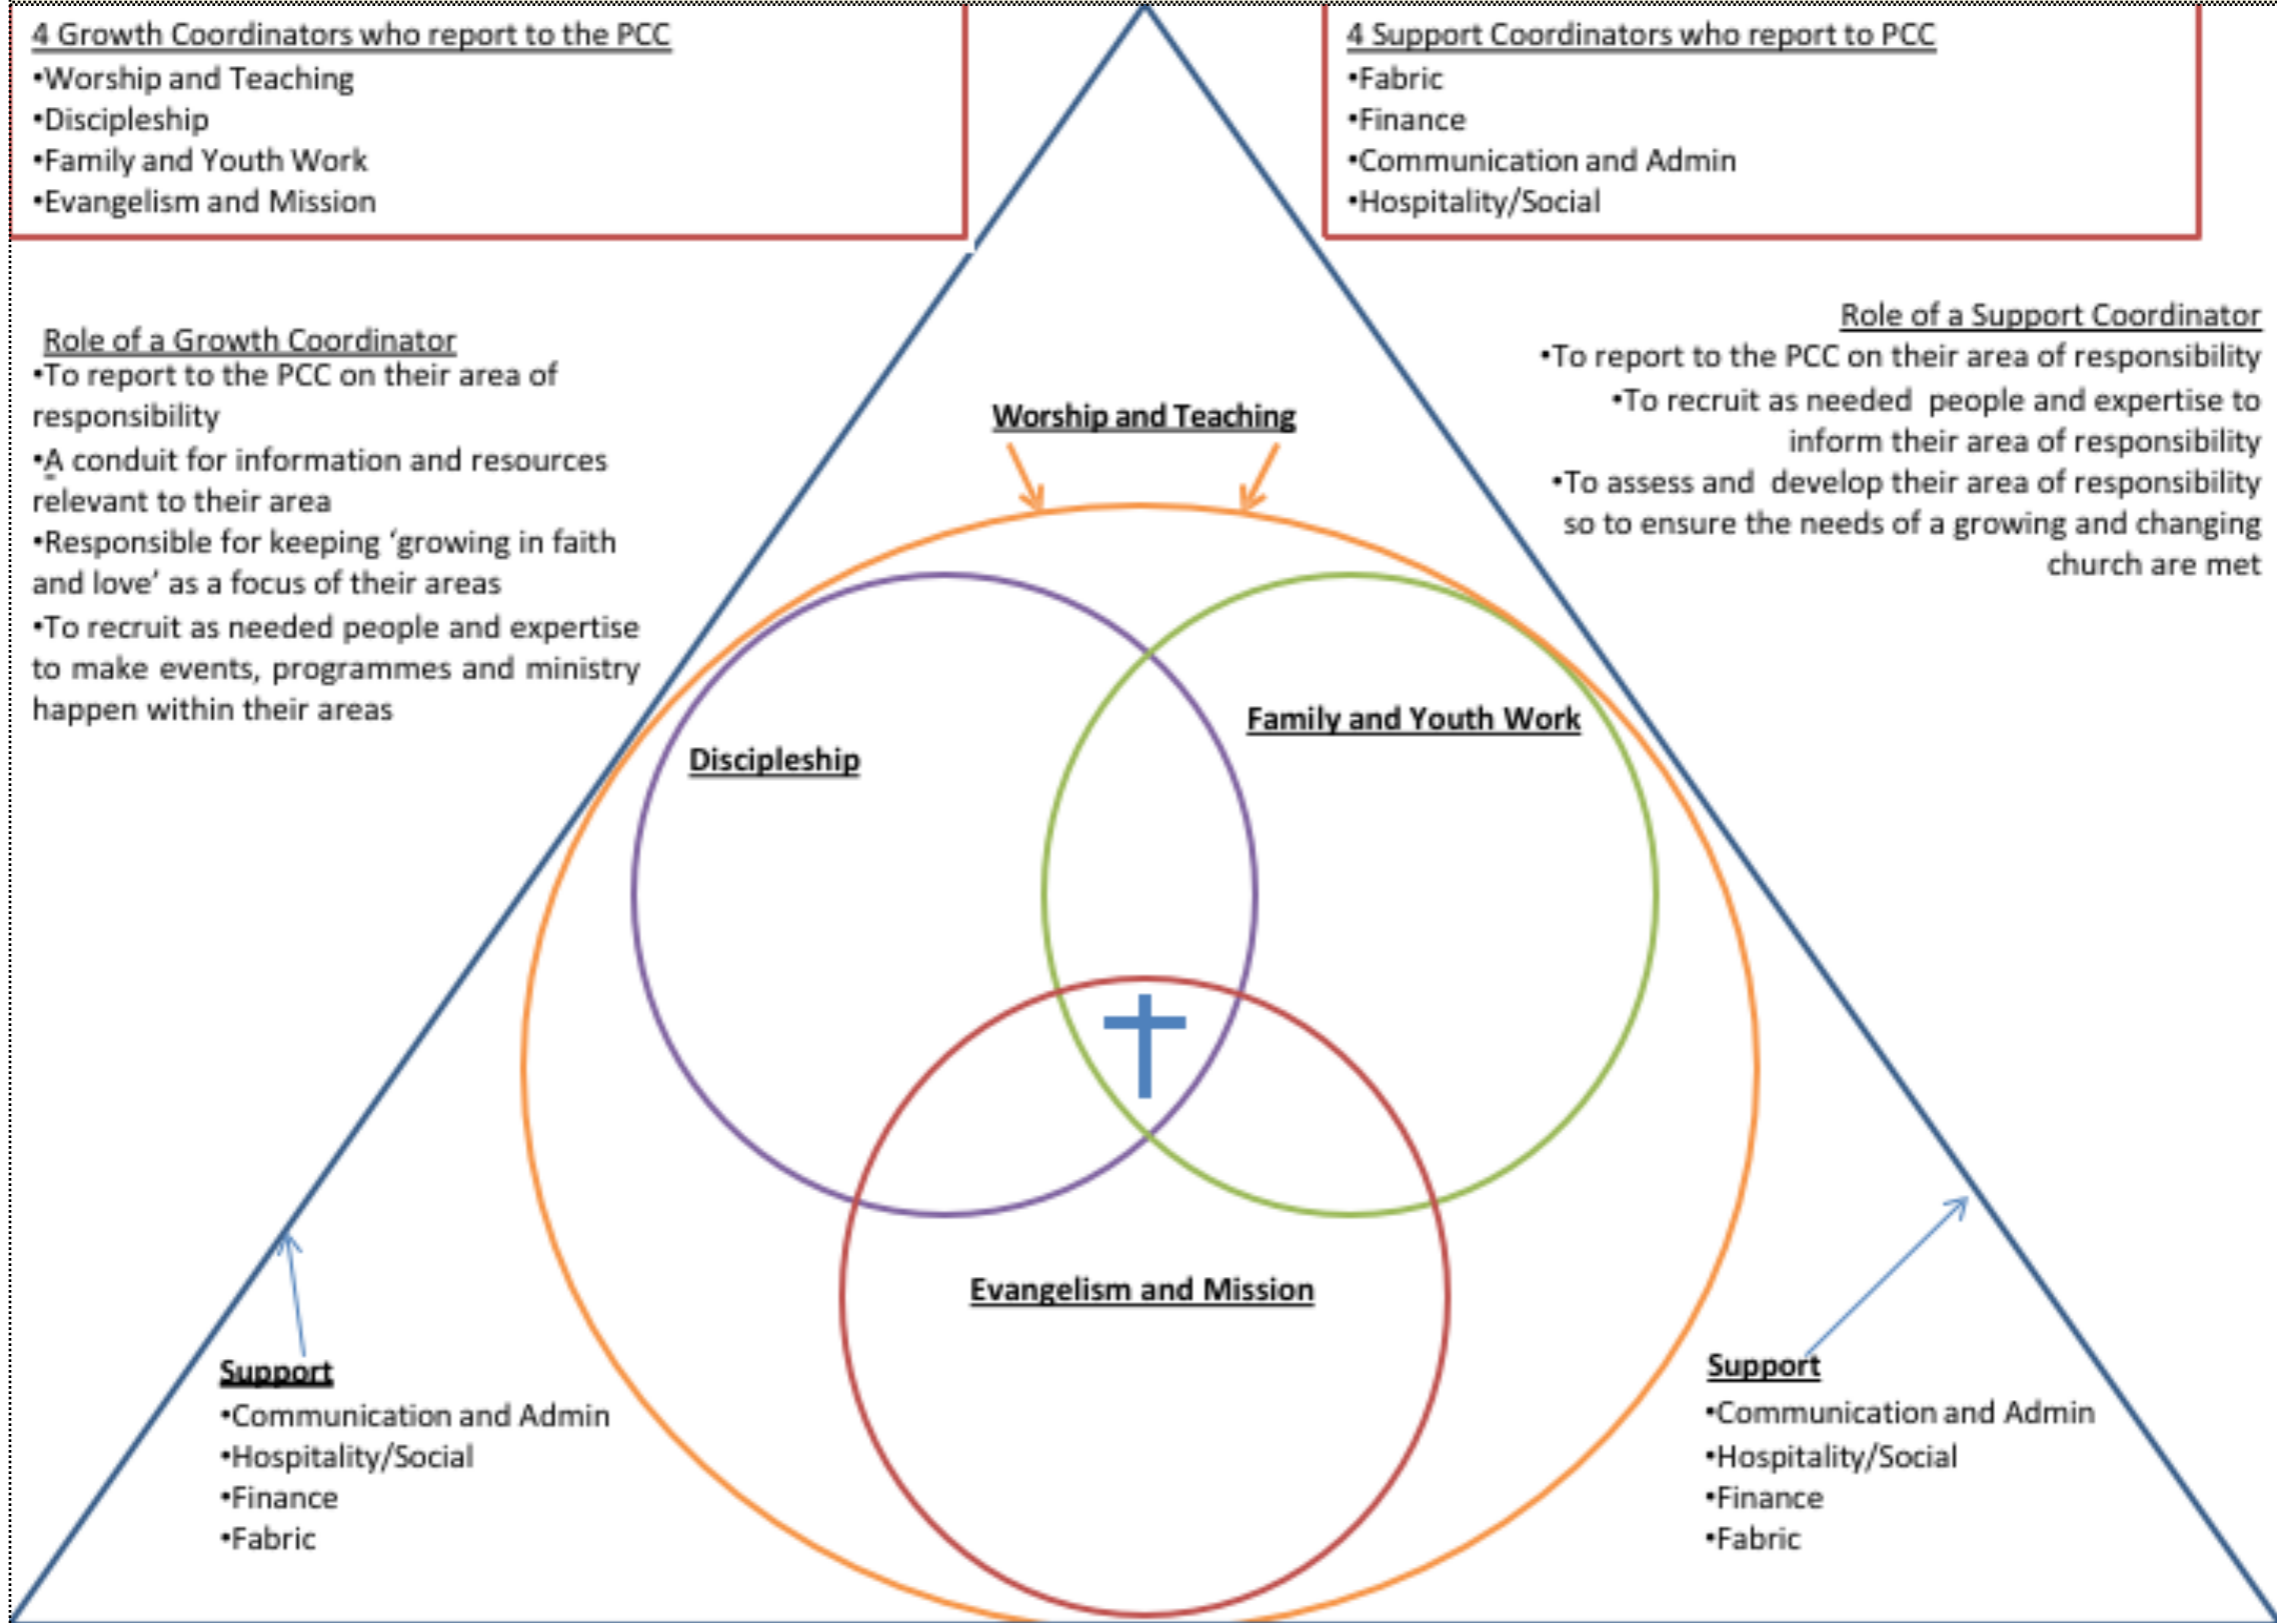 4 Growth Coordinators who report to the PCC
•Worship and Teaching
•Discipleship
•Family and Youth Work
•Evangelism and Mission
4 Support Coordinators who report to PCC
•Fabric
•Finance
•Communication and Admin
•Hospitality/Social
Role of a Growth Coordinator
•To report to the PCC on their area of
responsibility
•A conduit for information and resources
relevant to their area
•Responsible for keeping ‘growing in faith
and love’ as a focus of their areas
•To recruit as needed people and expertise
to make events, programmes and ministry
happen within their areas
Role of a Support Coordinator
•To report to the PCC on their area of responsibility
•To recruit as needed people and expertise to
inform their area of responsibility
•To assess and develop their area of responsibility
so to ensure the needs of a growing and changing
church are met
Worship and Teaching
Family and Youth Work
Discipleship
Evangelism and Mission
Support
•Communication and Admin
•Hospitality/Social
•Finance
•Fabric
Support
•Communication and Admin
•Hospitality/Social
•Finance
•Fabric